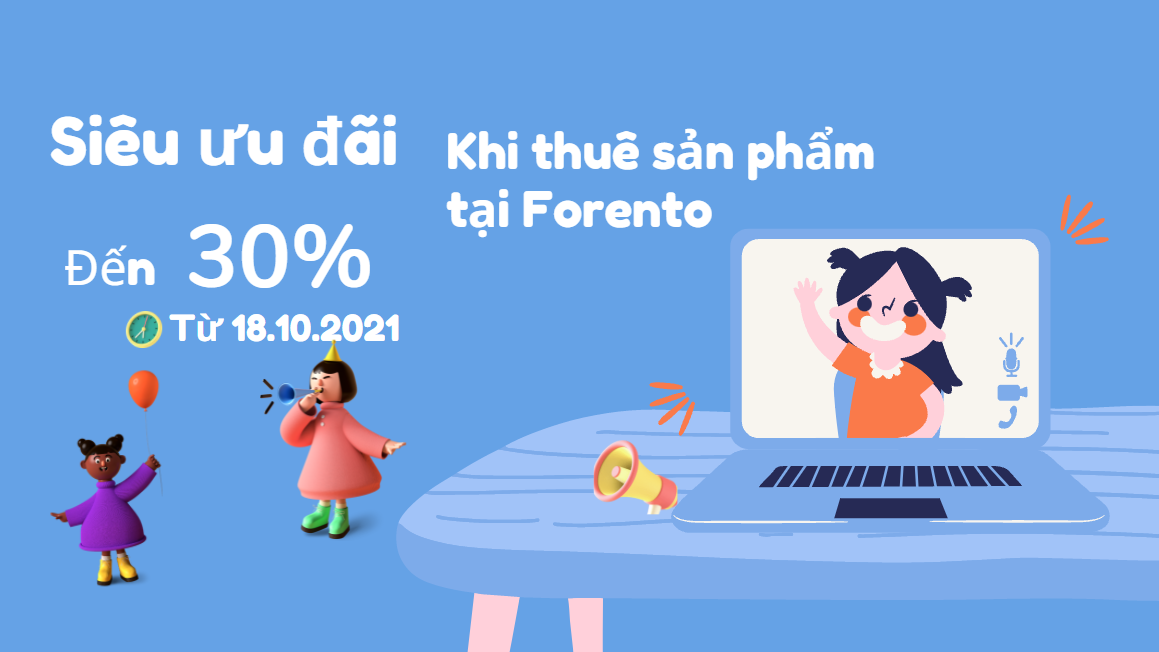 Siêu ưu đãi
Đến 30%
Từ 18.10.2021
Khi thuê sản phẩm
tại Forento